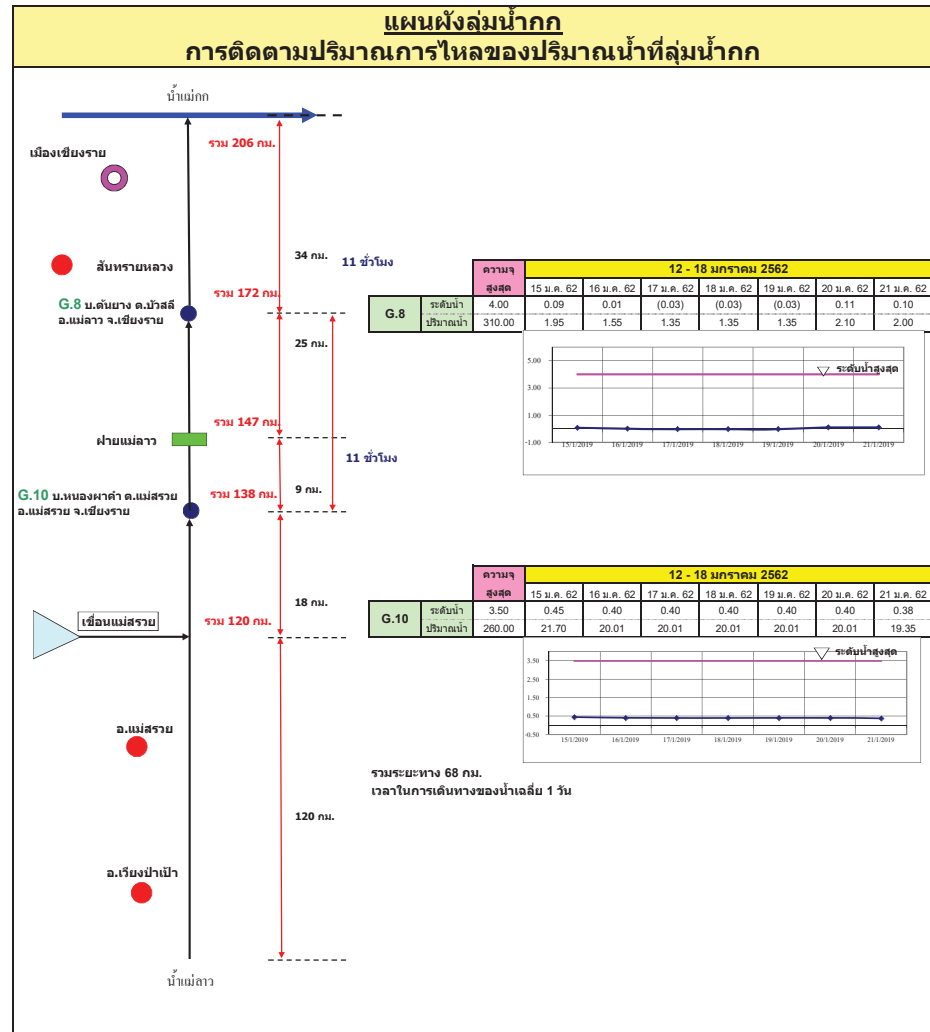 แผนผังลุ่มน้ำกก
การติดตามปริมาณการไหลของปริมาณน้ำที่ลุ่มน้ำกก
น้ำแม่กก
รวม 206 กม.
เมืองเชียงราย
34 กม. 11 ชั่วโมง
สันทรายหลวง
รวม 172 กม.
G.8 บ.ต้นยาง ต.บัวสลี
อ.แม่ลาว จ.เชียงราย
ความจุ 12 - 18 มกราคม 2562
สูงสุด 15 ม.ค. 62 16 ม.ค. 62 17 ม.ค. 62 18 ม.ค. 62 19 ม.ค. 62 20 ม.ค. 62 21 ม.ค. 62
G.8
ระดับน้ำ 4.00 0.09 0.01 (0.03) (0.03) (0.03) 0.11 0.10
ปริมาณน้ำ 310.00 1.95 1.55 1.35 1.35 1.35 2.10 2.00
25 กม.
5.00
ระดับน้ำสูงสุด
3.00
1.00
-1.00
15/1/2019 16/1/2019 17/1/2019 18/1/2019 19/1/2019 20/1/2019 21/1/2019
รวม 147 กม.
ฝายแม่ลาว
11 ชั่วโมง
9 กม.
รวม 138 กม.
G.10 บ.หนองผาคำ ต.แม่สรวย
อ.แม่สรวย จ.เชียงราย
ความจุ 12 - 18 มกราคม 2562
สูงสุด 15 ม.ค. 62 16 ม.ค. 62 17 ม.ค. 62 18 ม.ค. 62 19 ม.ค. 62 20 ม.ค. 62 21 ม.ค. 62
G.10
ระดับน้ำ 3.50 0.45 0.40 0.40 0.40 0.40 0.40 0.38
ปริมาณน้ำ 260.00 21.70 20.01 20.01 20.01 20.01 20.01 19.35
18 กม.
รวม 120 กม.
เขื่อนแม่สรวย
ระดับน้ำสูงสุด
3.50
2.50
1.50
0.50
-0.50
15/1/2019 16/1/2019 17/1/2019 18/1/2019 19/1/2019 20/1/2019 21/1/2019
อ.แม่สรวย
รวมระยะทาง 68 กม.
เวลาในการเดินทางของน้ำเฉลี่ย 1 วัน
120 กม.
อ.เวียงป่าเป้า
น้ำแม่ลาว